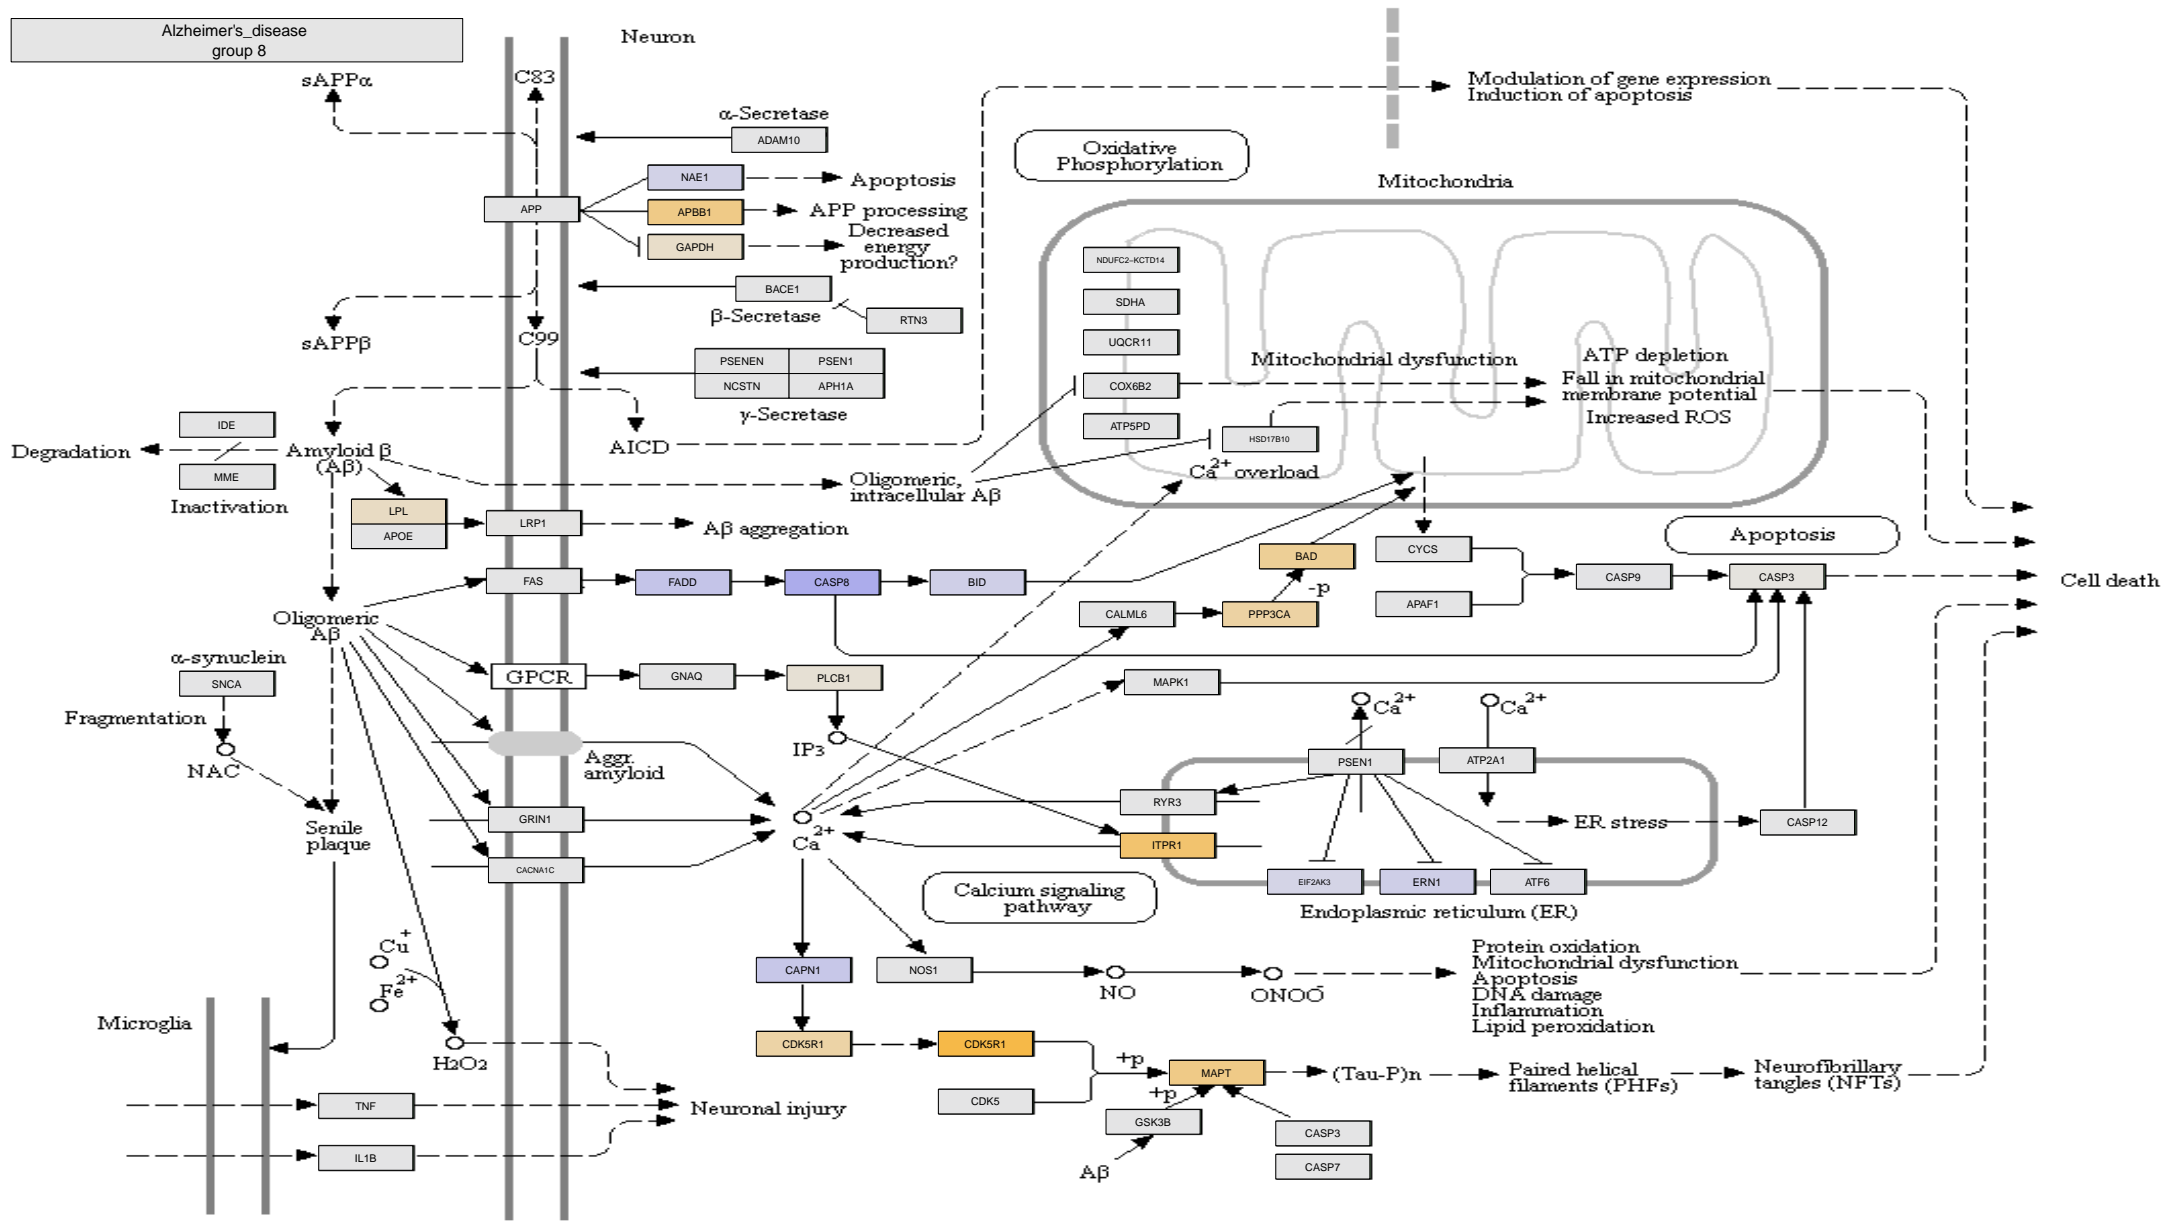 Alzheimer's_disease
group 8
Neuron
sAPPα
C83
Modulation of gene expression
Induction of apoptosis
α-Secretase
ADAM10
Oxidative
Phosphorylation
Mitochondria
NAE1
Apoptosis
APP
APBB1
APP processing
GAPDH
Decreased
energy
production?
BACE1
β-Secretase
RTN3
sAPPβ
C99
PSENEN
PSEN1
NCSTN
APH1A
γ-Secretase
NDUFC2-KCTD14
SDHA
UQCR11
COX6B2
ATP5PD
Mitochondrial dysfunction
ATP depletion
Fall in mitochondrial
membrane potential
Increased ROS
HSD17B10
Ca2+ overload
IDE
Degradation
MME
Inactivation
Amyloid β
(Aβ)
AICD
Oligomeric,
intracellular Aβ
LPL
APOE
LRP1
Aβ aggregation
Apoptosis
BAD
CYCS
FAS
FADD
CASP8
BID
-p
CASP9
CASP3
Cell death
CALML6
PPP3CA
APAF1
Oligomeric
Aβ
α-synuclein
SNCA
GPCR
GNAQ
PLCB1
MAPK1
Fragmentation
NAC
IP3
Aggr.
amyloid
Ca2+
Ca2+
PSEN1
ATP2A1
RYR3
ITPR1
ER stress
CASP12
Senile
plaque
GRIN1
CACNA1C
Ca2+
EIF2AK3
ERN1
ATF6
Endoplasmic reticulum (ER)
Calcium signaling
pathway
Cu+
Fe2+
CAPN1
NOS1
NO
ONOO-
Protein oxidation
Mitochondrial dysfunction
Apoptosis
DNA damage
Inflammation
Lipid peroxidation
Microglia
H2O2
CDK5R1
CDK5R1
CDK5
+p
MAPT
(Tau-P)n
Paired helical
filaments (PHFs)
Neurofibrillary
tangles (NFTs)
+p
GSK3B
Aβ
CASP3
CASP7
TNF
IL1B
Neuronal injury